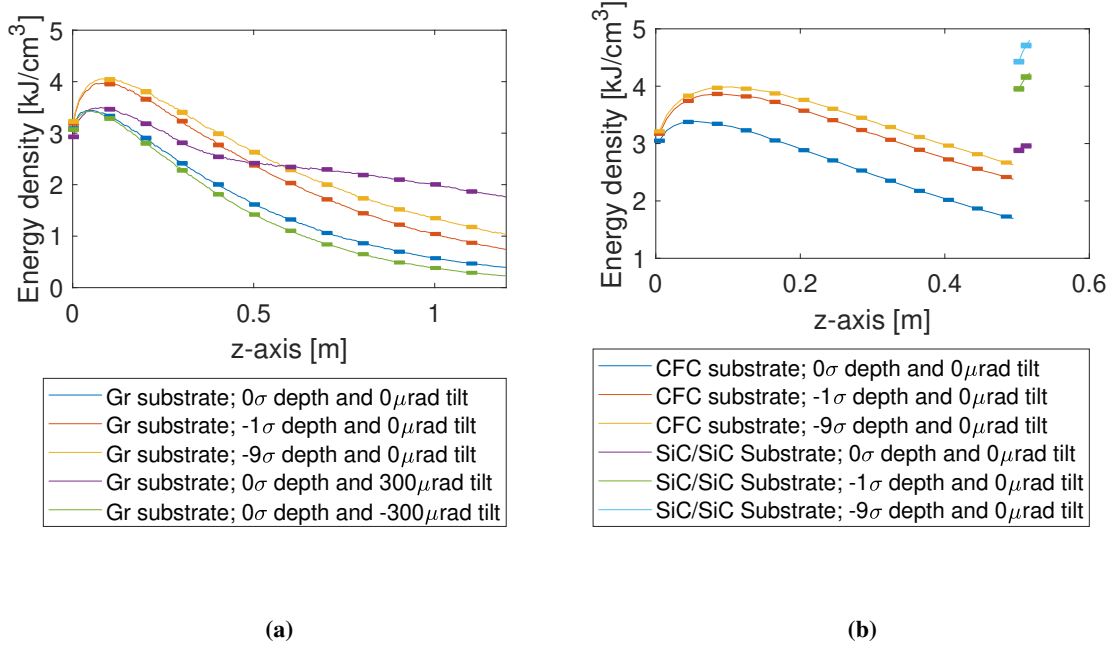 Energy density [kJ/cm³]
5
4
3
2
1
0
0
0.5
1
z-axis [m]
Gr substrate; 0σ depth and 0μrad tilt
Gr substrate; -1σ depth and 0μrad tilt
Gr substrate; -9σ depth and 0μrad tilt
Gr substrate; 0σ depth and 300μrad tilt
Gr substrate; 0σ depth and -300μrad tilt
(a)
Energy density [kJ/cm³]
5
4
3
2
1
0
0.2
0.4
0.6
z-axis [m]
CFC substrate; 0σ depth and 0μrad tilt
CFC substrate; -1σ depth and 0μrad tilt
CFC substrate; -9σ depth and 0μrad tilt
SiC/SiC Substrate; 0σ depth and 0μrad tilt
SiC/SiC Substrate; -1σ depth and 0μrad tilt
SiC/SiC Substrate; -9σ depth and 0μrad tilt
(b)